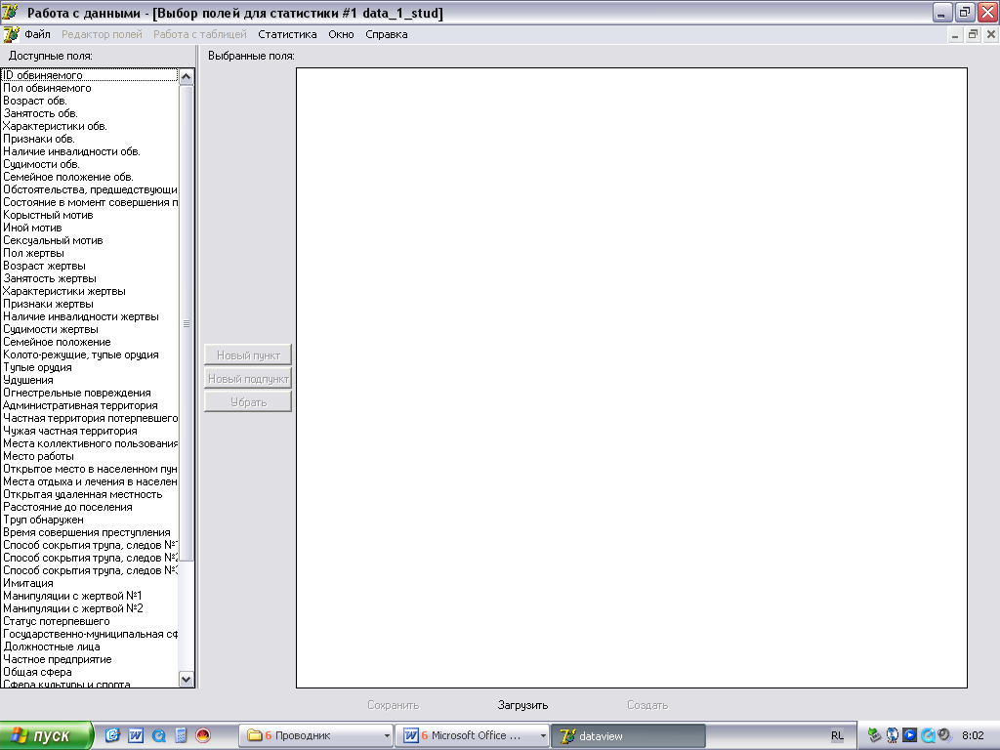 Работа с данными - [Выбор полей для статистики #1 data_1_stud]
Файл Редактор полей Работа с таблицей Статистика Окно Справка
Доступные поля:
Выбранные поля:
ID обвиняемого
Пол обвиняемого
Возраст обв.
Занятость обв.
Характеристики обв.
Признаки обв.
Наличие инвалидности обв.
Судимости обв.
Семейное положение обв.
Обстоятельства, предшедствующи
Состояние в момент совершения п
Корыстный мотив
Иной мотив
Сексуальный мотив
Пол жертвы
Возраст жертвы
Занятость жертвы
Характеристики жертвы
Признаки жертвы
Наличие инвалидности жертвы
Судимости жертвы
Семейное положение
Колото-режущие, тупые орудия
Тупые орудия
Удушения
Огнестрельные повреждения
Административная территория
Частная территория потерпевшего
Чужая частная территория
Места коллективного пользования
Место работы
Открытое место в населенном пун
Места отдыха и лечения в населен
Открытая удаленная местность
Расстояние до поселения
Труп обнаружен
Время совершения преступления
Способ сокрытия трупа, следов №1
Способ сокрытия трупа, следов №2
Способ сокрытия трупа, следов №3
Имитация
Манипуляции с жертвой №1
Манипуляции с жертвой №2
Статус потерпевшего
Государственно-муниципальная сф
Должностные лица
Частное предприятие
Общая сфера
Сфера культуры и спорта
Новый пункт
Новый подпункт
Убрать
Сохранить Загрузить Создать
пуск 6 Проводник 6 Microsoft Office ... dataview RL 8:02